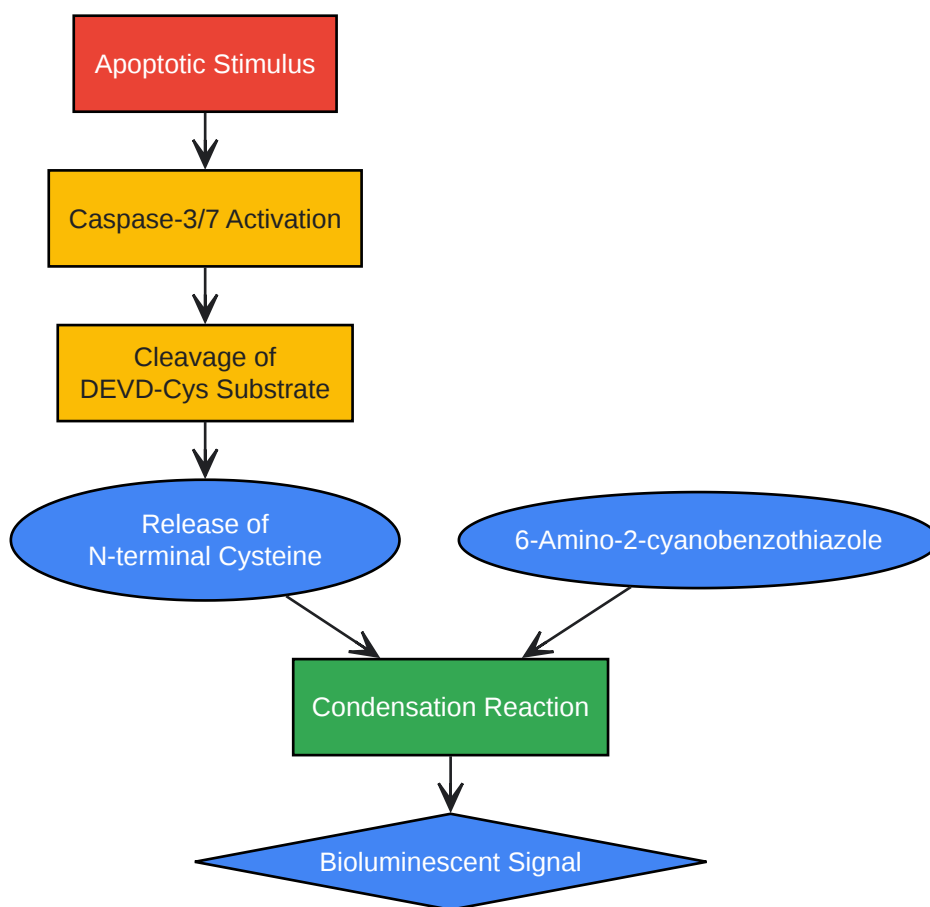 Apoptotic Stimulus
Caspase-3/7 Activation
Cleavage of
DEVD-Cys Substrate
Release of
N-terminal Cysteine
6-Amino-2-cyanobenzothiazole
Condensation Reaction
Bioluminescent Signal